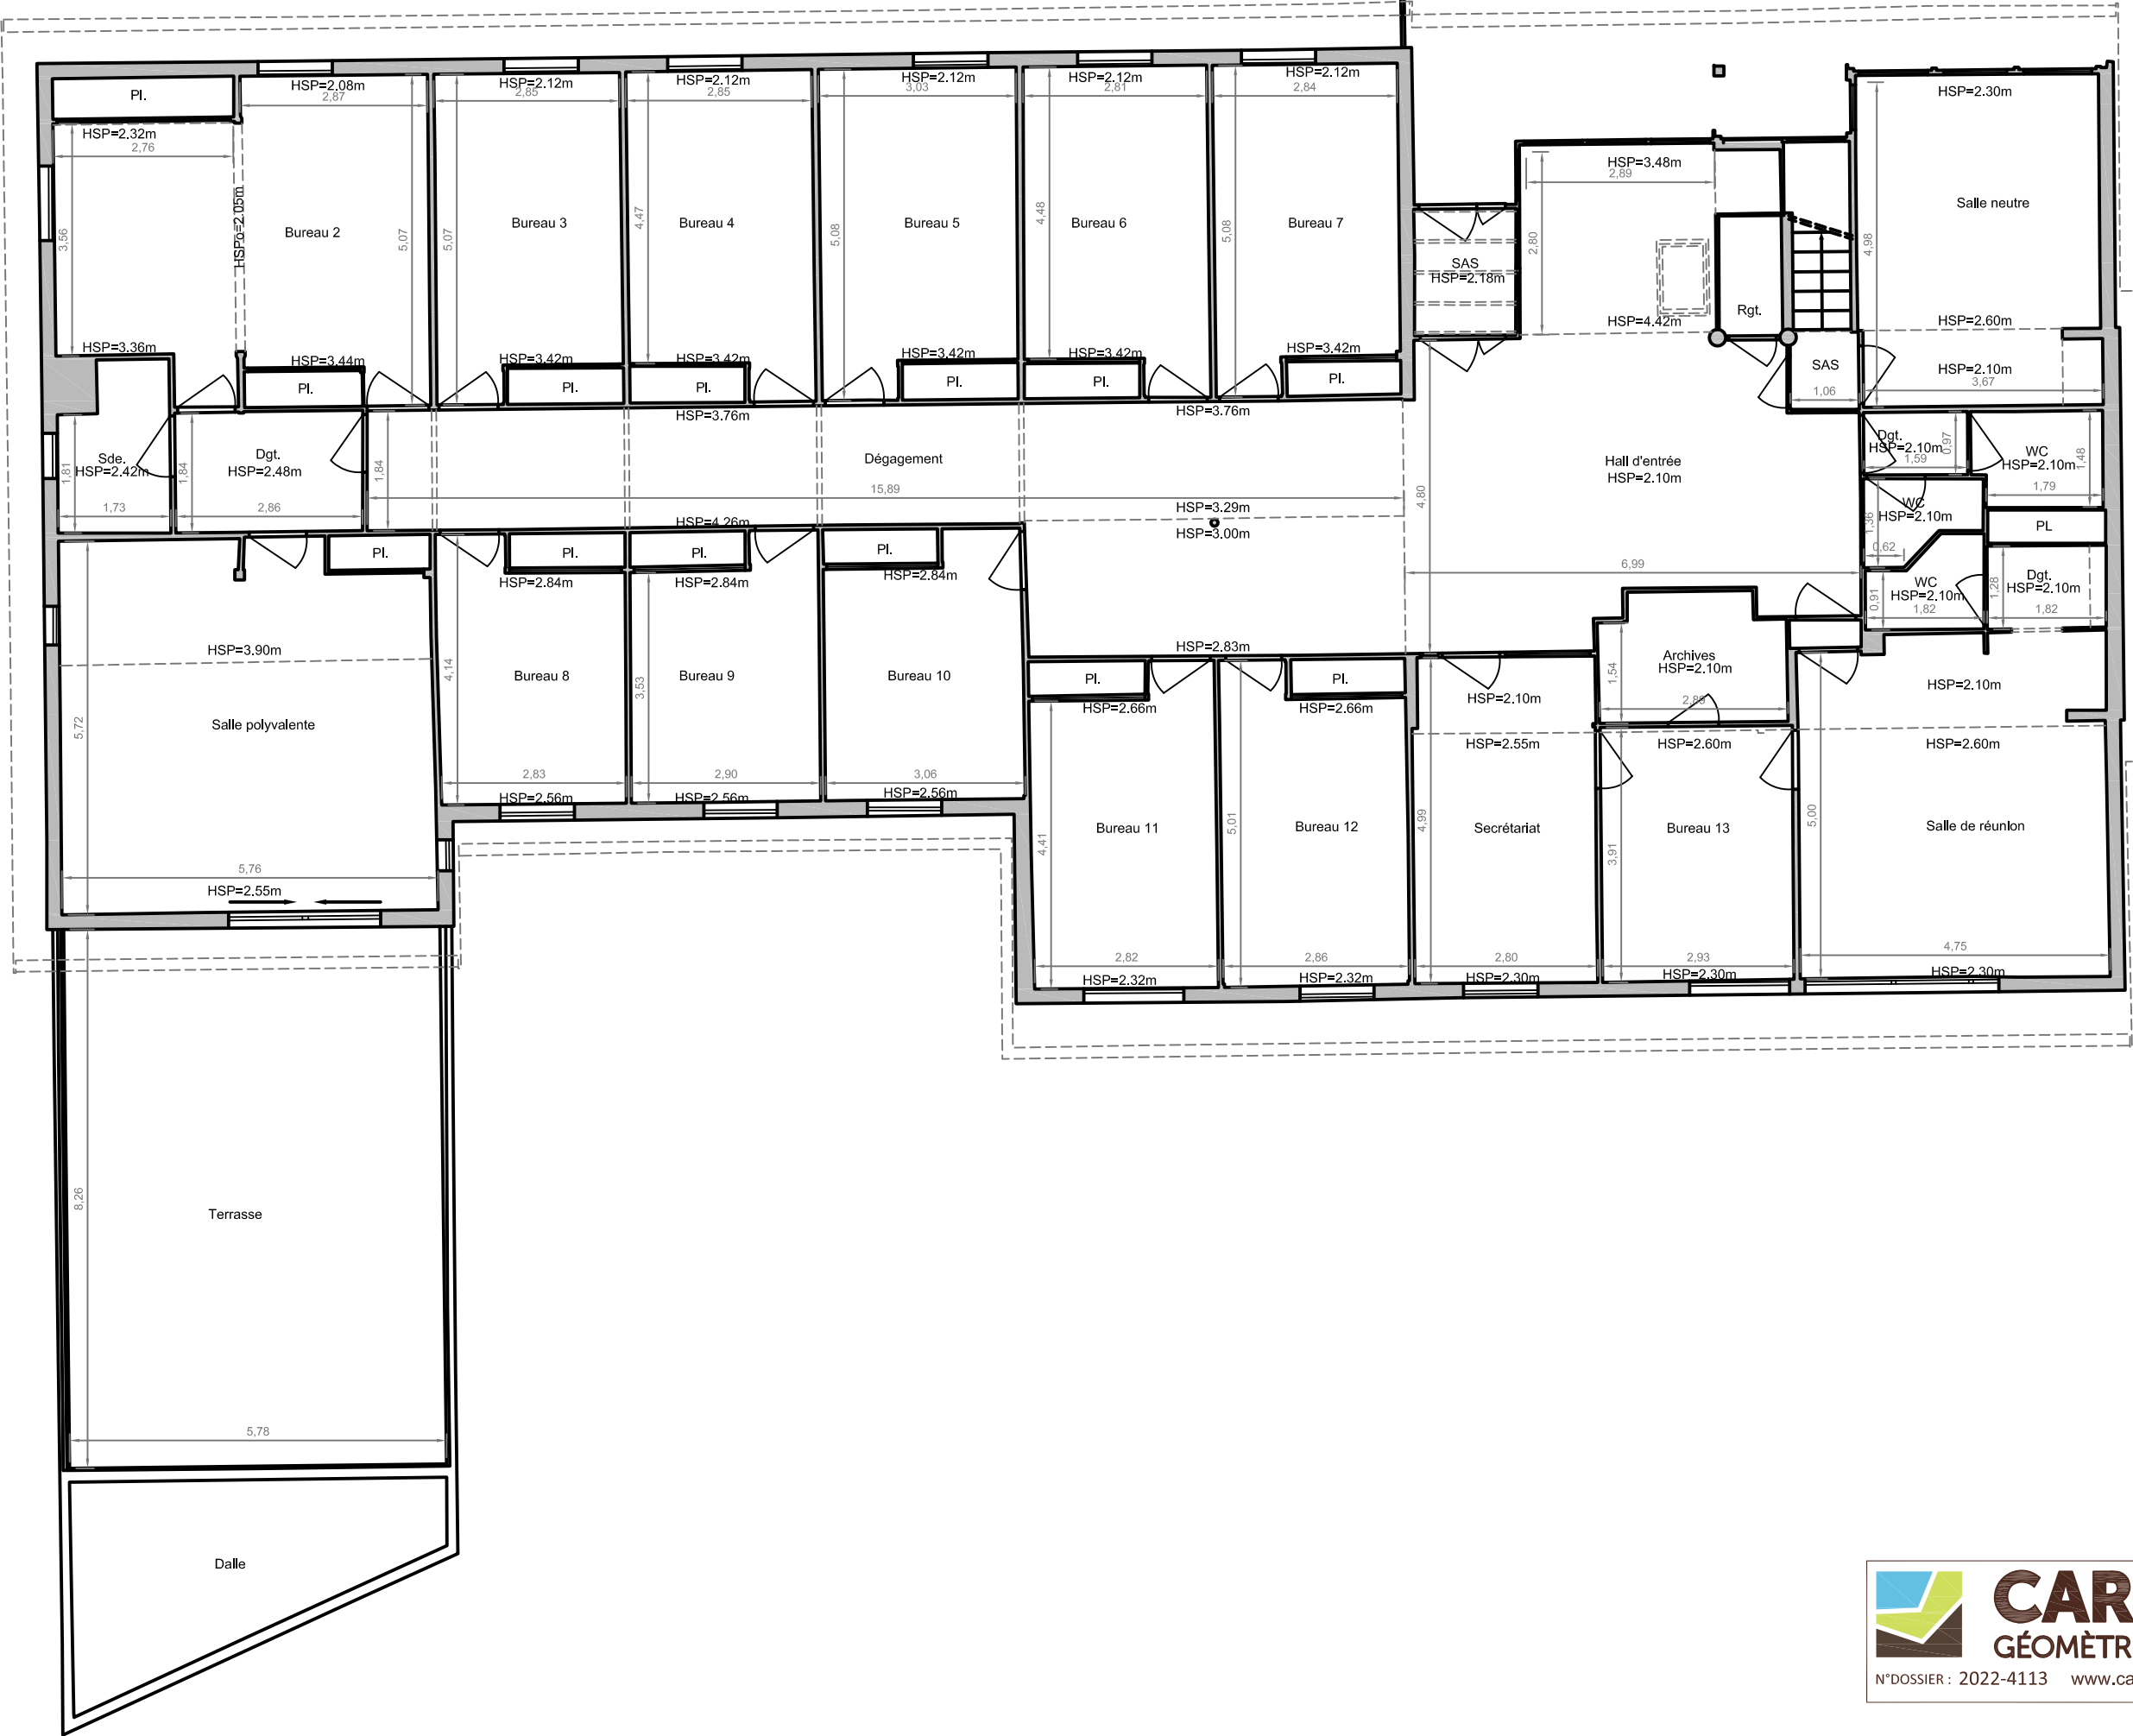 Pl.
HSP=2.08m
2,87
HSP=2.12m
2,85
HSP=2.12m
2,85
HSP=2.12m
3,03
HSP=2.12m
2,81
HSP=2.12m
2,84
HSP=2.30m
HSP=2.32m
2,76
3,56
HSPo=2.05m
Bureau 2
5,07
5,07
Bureau 3
4,47
Bureau 4
5,08
Bureau 5
4,48
Bureau 6
5,08
Bureau 7
HSP=3.48m
2,89
2,80
SAS
HSP=2.18m
HSP=4.42m
Rgt.
4,98
Salle neutre
HSP=2.60m
HSP=3.36m
HSP=3.44m
Pl.
HSP=3.42m
Pl.
HSP=3.42m
Pl.
HSP=3.42m
Pl.
HSP=3.42m
Pl.
HSP=3.42m
Pl.
SAS
1,06
HSP=2.10m
3,67
HSP=3.76m
HSP=3.76m
Sde.
HSP=2.42m
1,81
1,73
Dgt.
HSP=2.48m
1,84
2,86
1,84
Dégagement
15,89
HSP=4.26m
HSP=3.29m
HSP=3.00m
4,80
Hall d'entrée
HSP=2.10m
6,99
Dgt.
HSP=2.10m
0,97
1,59
WC
HSP=2.10m
1,48
1,79
WC
HSP=2.10m
1,36
0,62
PL
WC
HSP=2.10m
0,91
1,82
Dgt.
HSP=2.10m
1,28
1,82
Pl.
Pl.
Pl.
Pl.
HSP=2.84m
HSP=2.84m
HSP=2.84m
HSP=3.90m
5,72
Salle polyvalente
5,76
HSP=2.55m
4,14
Bureau 8
2,83
HSP=2.56m
3,53
Bureau 9
2,90
HSP=2.56m
Bureau 10
3,06
HSP=2.56m
HSP=2.83m
Pl.
HSP=2.66m
Pl.
HSP=2.66m
4,41
Bureau 11
2,82
HSP=2.32m
5,01
Bureau 12
2,86
HSP=2.32m
HSP=2.10m
HSP=2.55m
4,99
Secrétariat
2,80
HSP=2.30m
Archives
HSP=2.10m
1,54
2,89
HSP=2.60m
3,91
Bureau 13
2,93
HSP=2.30m
HSP=2.10m
HSP=2.60m
5,00
Salle de réunion
4,75
HSP=2.30m
8,26
Terrasse
5,78
Dalle
CAR
GÉOMÈTR
N°DOSSIER : 2022-4113 www.ca